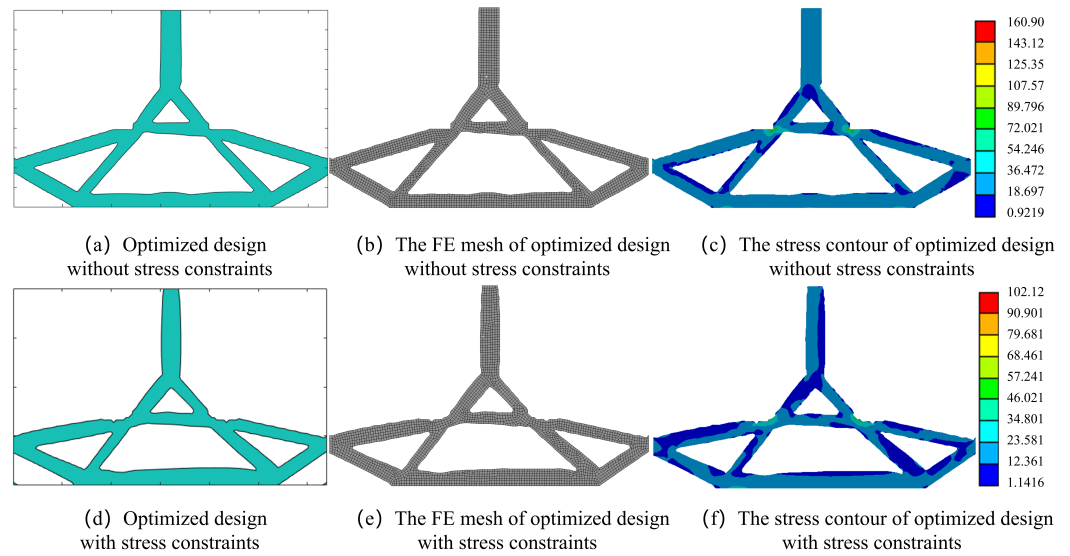 160.90
143.12
125.35
107.57
89.796
72.021
54.246
36.472
18.697
0.9219
(a) Optimized design
without stress constraints
(b) The FE mesh of optimized design
without stress constraints
(c) The stress contour of optimized design
without stress constraints
102.12
90.901
79.681
68.461
57.241
46.021
34.801
23.581
12.361
1.1416
(d) Optimized design
with stress constraints
(e) The FE mesh of optimized design
with stress constraints
(f) The stress contour of optimized design
with stress constraints